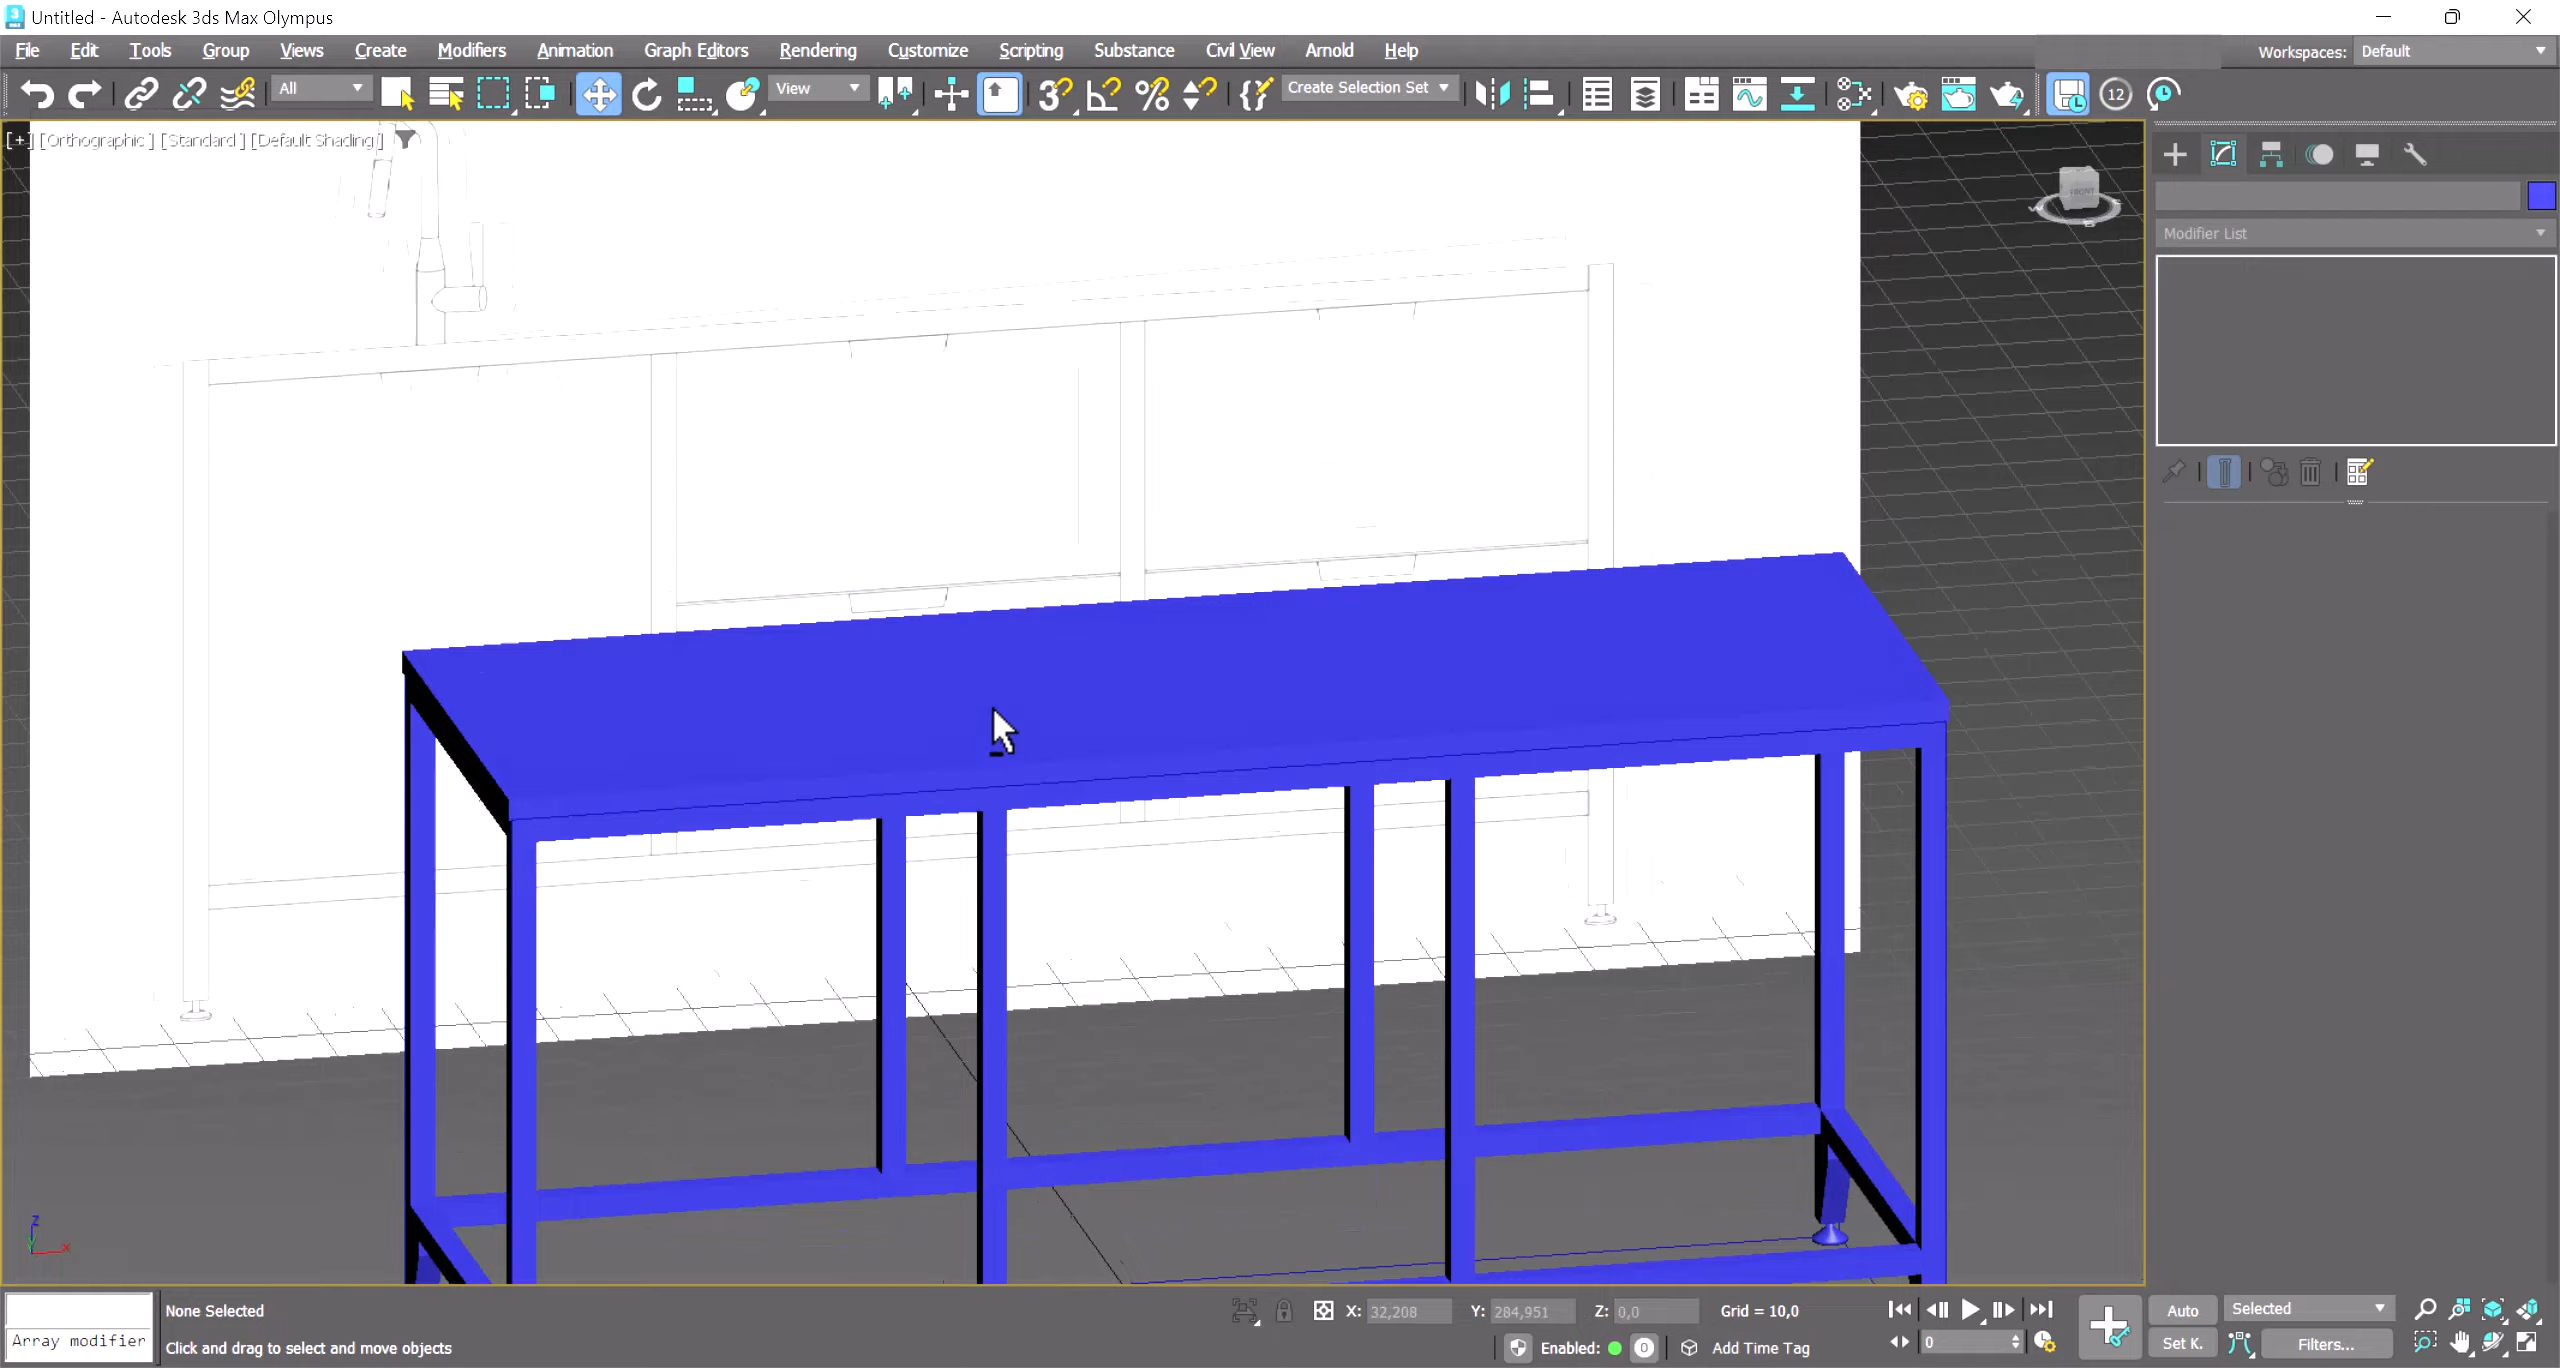 Untitled - Autodesk 3ds Max Olympus
File Edit Tools Group Views Create Modifiers Animation Graph Editors Rendering Customize Scripting Substance Civil View Arnold Help
Workspaces: Default
All
View
Create Selection Set
12
[+] [Orthographic ] [Standard ] [Default Shading ]
FRONT
Modifier List
Z
X
None Selected
X: 32,208 Y: 284,951 Z: 0,0 Grid = 10,0
Auto
Selected
Array modifier
Click and drag to select and move objects
Enabled: 0
Add Time Tag
0
Set K.
Filters...